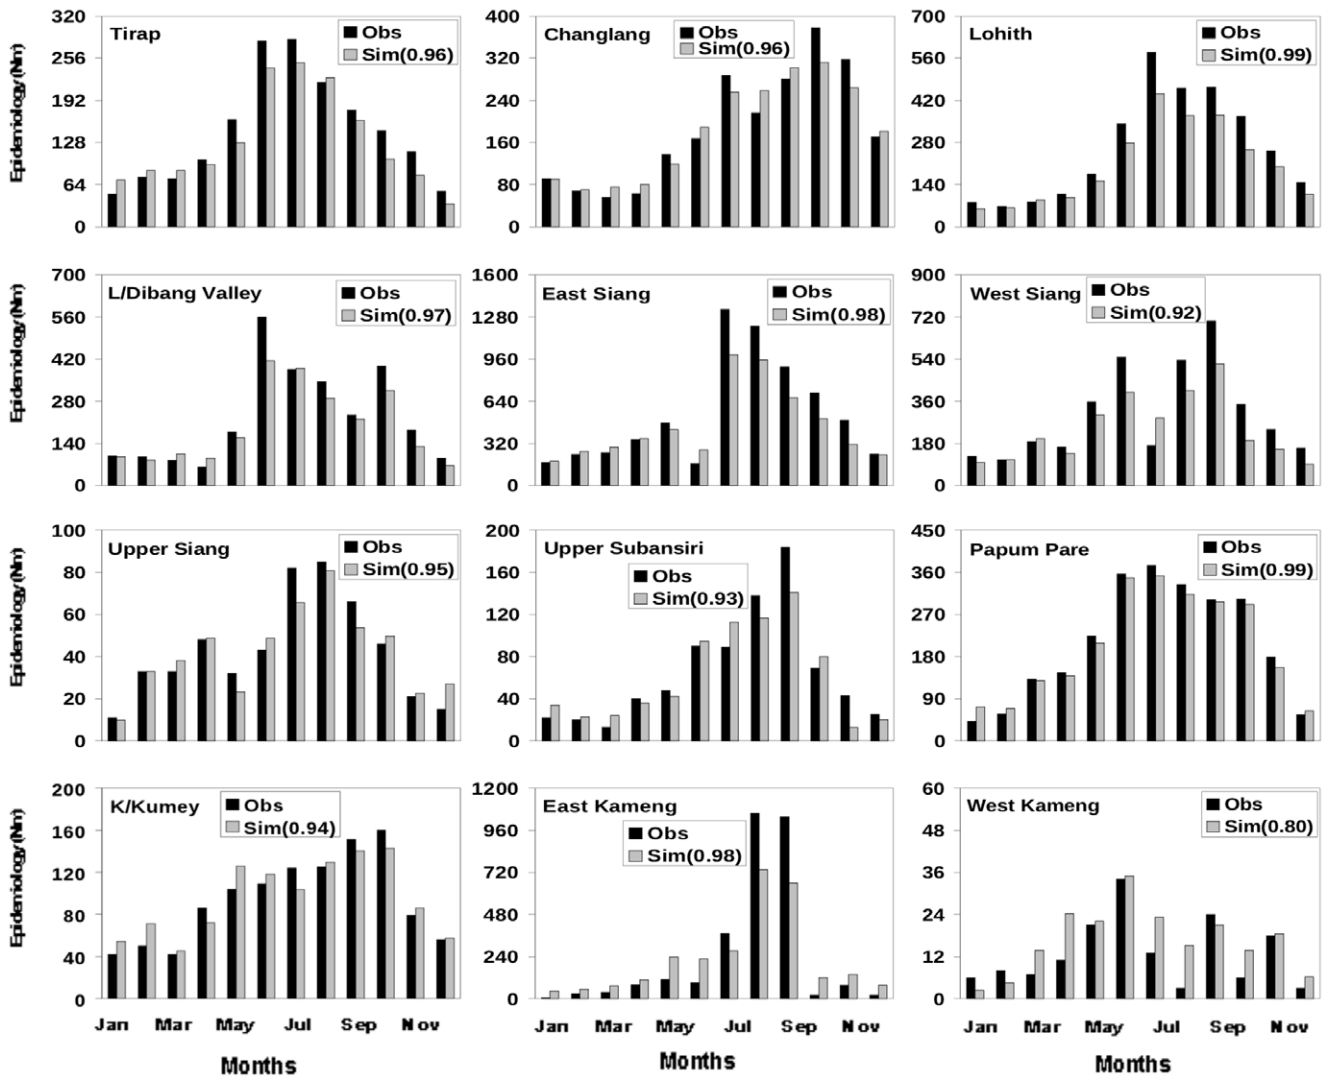 Tirap
Obs
Sim(0.96)
320
256
192
128
64
0
Epidemiology (Nm)
Changlang
Obs
Sim(0.96)
400
320
240
160
80
0
Lohith
Obs
Sim(0.99)
700
560
420
280
140
0
L/Dibang Valley
Obs
Sim(0.97)
700
560
420
280
140
0
Epidemiology (Nm)
East Siang
Obs
Sim(0.98)
1600
1280
960
640
320
0
West Siang
Obs
Sim(0.92)
900
720
540
360
180
0
Upper Siang
Obs
Sim(0.95)
100
80
60
40
20
0
Epidemiology (Nm)
Upper Subansiri
Obs
Sim(0.93)
200
160
120
80
40
0
Papum Pare
Obs
Sim(0.99)
450
360
270
180
90
0
K/Kumey
Obs
Sim(0.94)
200
160
120
80
40
0
Epidemiology (Nm)
Jan Mar May Jul Sep Nov
Months
East Kameng
Obs
Sim(0.98)
1200
960
720
480
240
0
Jan Mar May Jul Sep Nov
Months
West Kameng
Obs
Sim(0.80)
60
48
36
24
12
0
Jan Mar May Jul Sep Nov
Months